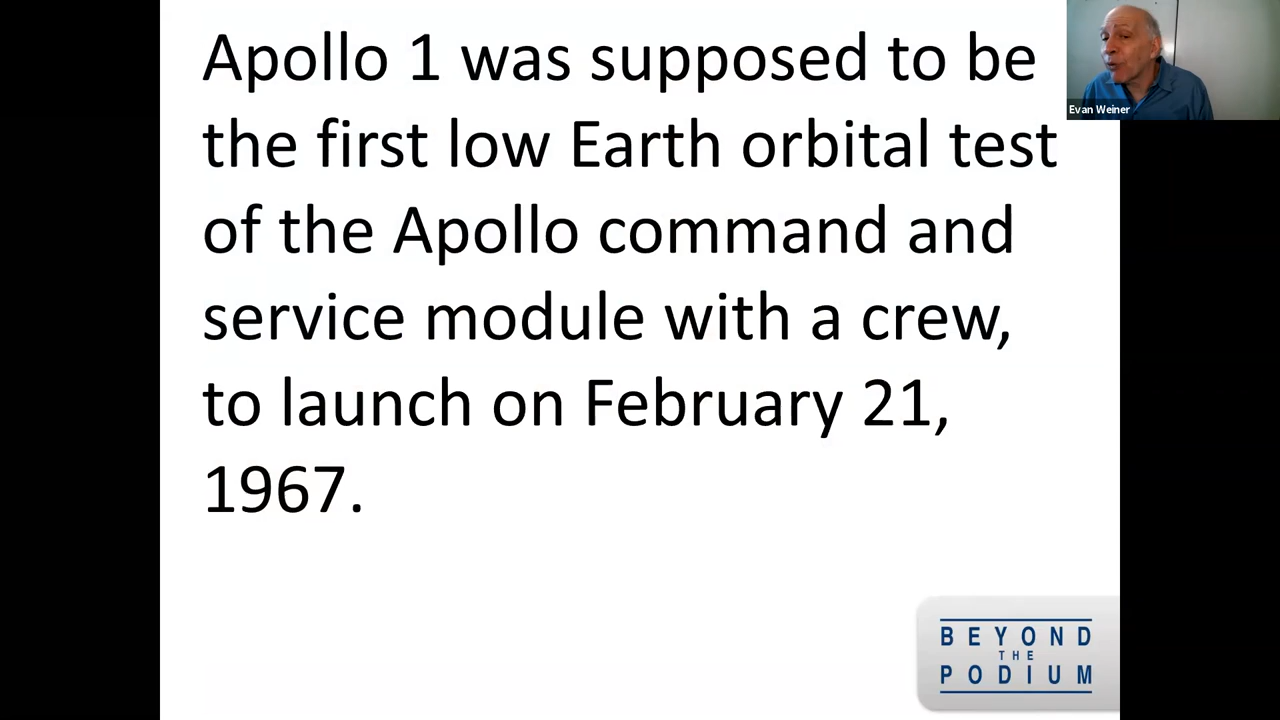 Apollo 1 was supposed to be
the first low Earth orbital test
of the Apollo command and
service module with a crew,
to launch on February 21,
1967.
Evan Weiner
BEYOND
THE
PODIUM